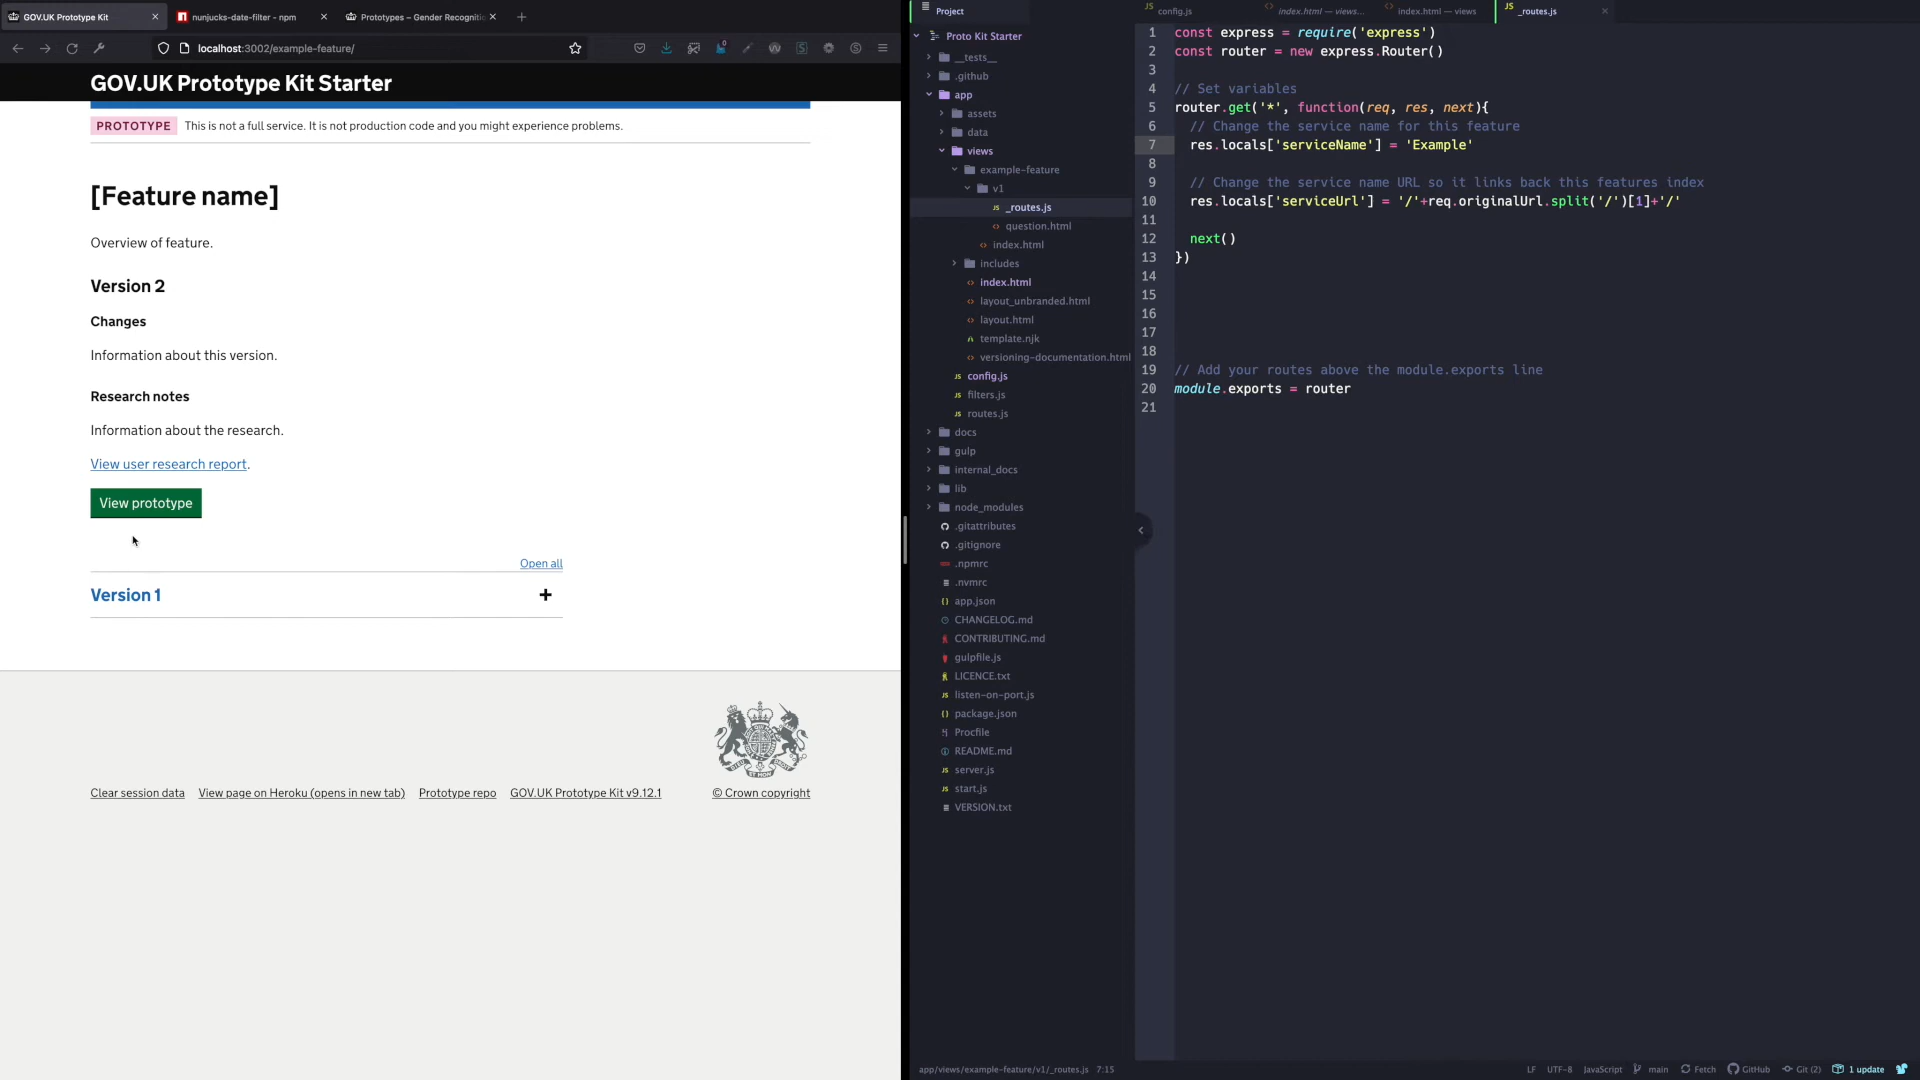 GOV.UK Prototype Kit
nunjucks-date-filter - npm
Prototypes – Gender Recogniti
localhost:3002/example-feature/
GOV.UK Prototype Kit Starter
PROTOTYPE This is not a full service. It is not production code and you might experience problems.
[Feature name]
Overview of feature.
Version 2
Changes
Information about this version.
Research notes
Information about the research.
View user research report.
View prototype
Open all
Version 1
Clear session data
View page on Heroku (opens in new tab)
Prototype repo
GOV.UK Prototype Kit v9.12.1
© Crown copyright
Project
Proto Kit Starter
__tests__
.github
app
assets
data
views
example-feature
v1
_routes.js
question.html
index.html
includes
index.html
layout_unbranded.html
layout.html
template.njk
versioning-documentation.html
config.js
filters.js
routes.js
docs
gulp
internal_docs
lib
node_modules
.gitattributes
.gitignore
.npmrc
.nvmrc
app.json
CHANGELOG.md
CONTRIBUTING.md
gulpfile.js
LICENCE.txt
listen-on-port.js
package.json
Procfile
README.md
server.js
start.js
VERSION.txt
config.js
index.html — views...
index.html — views
_routes.js
1 const express = require('express')
2 const router = new express.Router()
3
4 // Set variables
5 router.get('*', function(req, res, next){
6 // Change the service name for this feature
7 res.locals['serviceName'] = 'Example'
8
9 // Change the service name URL so it links back this features index
10 res.locals['serviceUrl'] = '/'+req.originalUrl.split('/')[1]+'/'
11
12 next()
13 })
14
15
16
17
18
19 // Add your routes above the module.exports line
20 module.exports = router
21
app/views/example-feature/v1/_routes.js 7:15
LF UTF-8 JavaScript main Fetch GitHub Git (2) 1 update